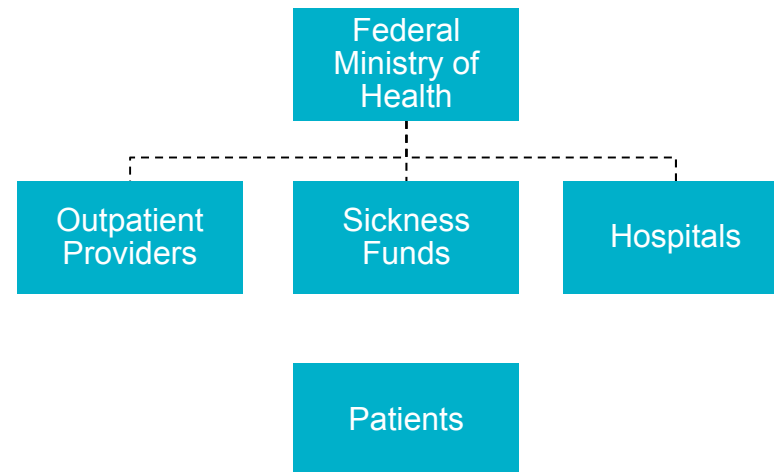 Federal
Ministry of
Health
Outpatient
Providers
Sickness
Funds
Hospitals
Patients